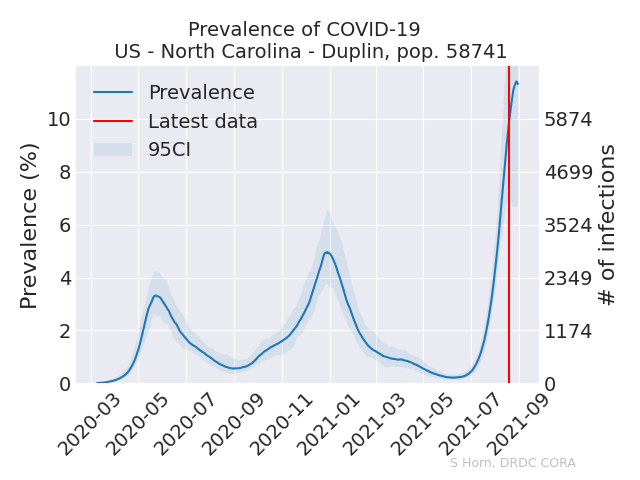 Prevalence of COVID-19
US - North Carolina - Duplin, pop. 58741
Prevalence
Latest data
95CI
Prevalence (%)
10
8
6
4
2
0
5874
4699
3524
2349
1174
0
# of infections
2020-03
2020-05
2020-07
2020-09
2020-11
2021-01
2021-03
2021-05
2021-07
2021-09
S Horn, DRDC CORA